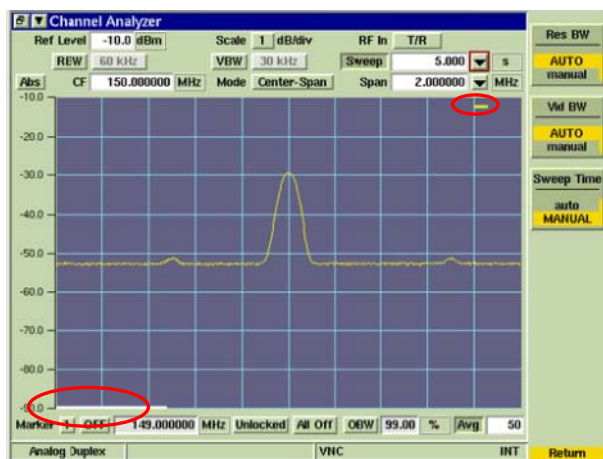 Channel Analyzer
Ref Level -10.0 dBm Scale 1 dB/div RF In T/R
RBW 60 kHz VBW 30 kHz Sweep 5.000 s
Abs CF 150.000000 MHz Mode Center-Span Span 2.000000 MHz
-10.0
-20.0
-30.0
-40.0
-50.0
-60.0
-70.0
-80.0
-90.0
Marker 1 OFF 149.000000 MHz Unlocked All Off OBW 99.00 % Avg 50
Analog Duplex VNC INT
Res BW
AUTO
manual
Vid BW
AUTO
manual
Sweep Time
auto
MANUAL
Return